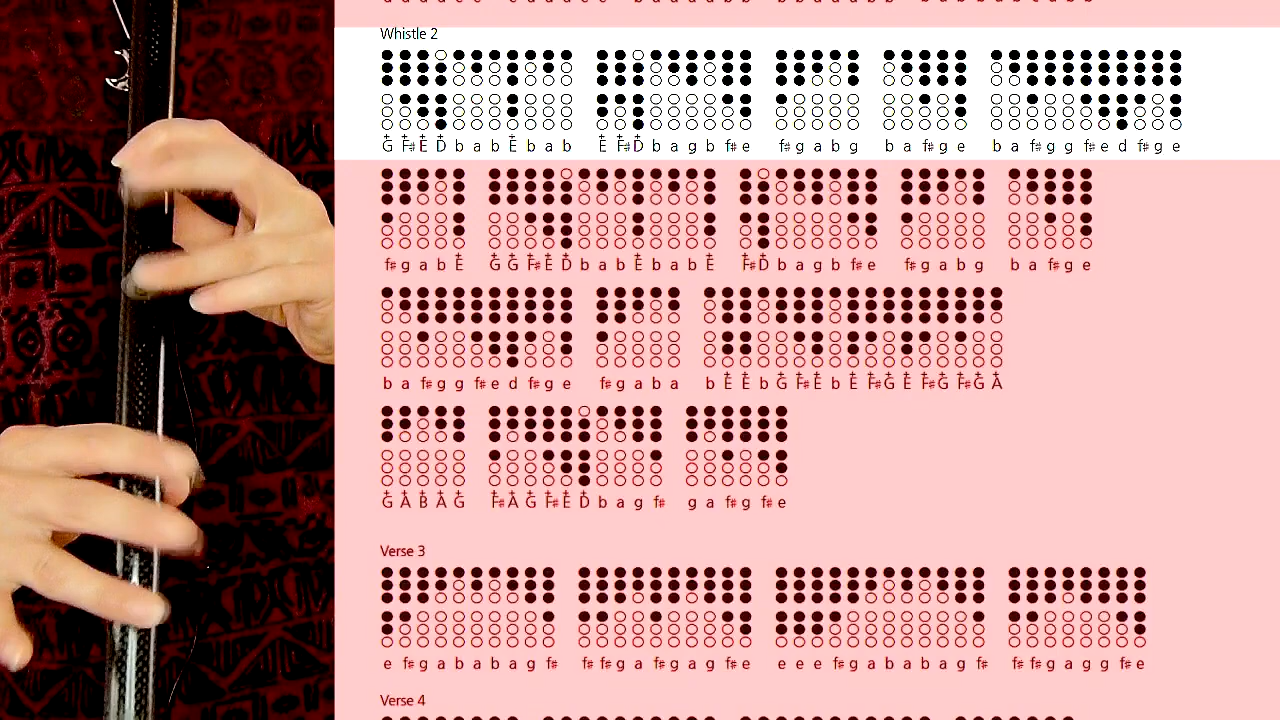 Whistle 2
G F# E D b a b E b a b E F# D b a g b f# e f# g a b g b a f# g e b a f# g g f# e d f# g e
f# g a b E G G F# E D b a b E b a b E F# D b a g b f# e f# g a b g b a f# g e
b a f# g g f# e d f# g e f# g a b a b E E b G F# E b E F# G E F# G F# G A
G A B A G F# A G F# E D b a g f# g a f# g f# e
Verse 3
e f# g a b a b a g f# f# f# g a f# g a g f# e e e e f# g a b a b a g f# f# f# g a g g f# e
Verse 4